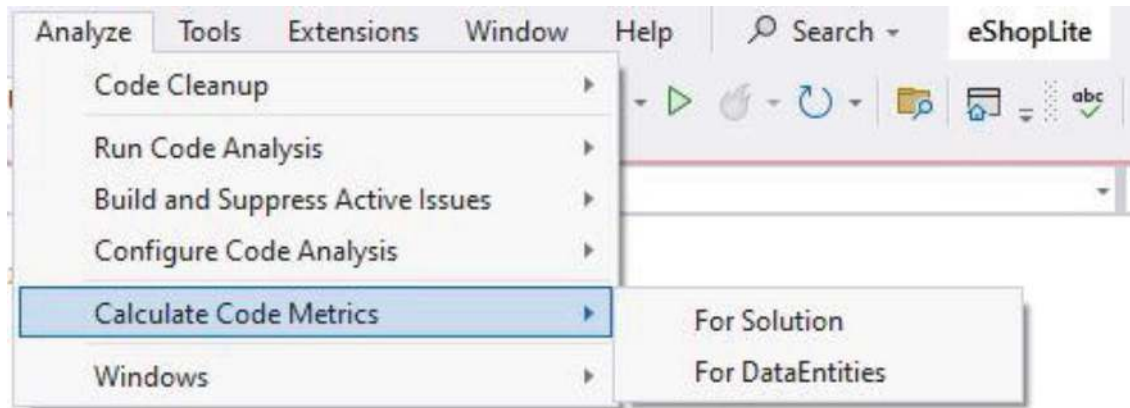 Analyze Tools Extensions Window Help Search eShopLite
Code Cleanup
abc
Run Code Analysis
Build and Suppress Active Issues
Configure Code Analysis
Calculate Code Metrics
For Solution
For DataEntities
Windows